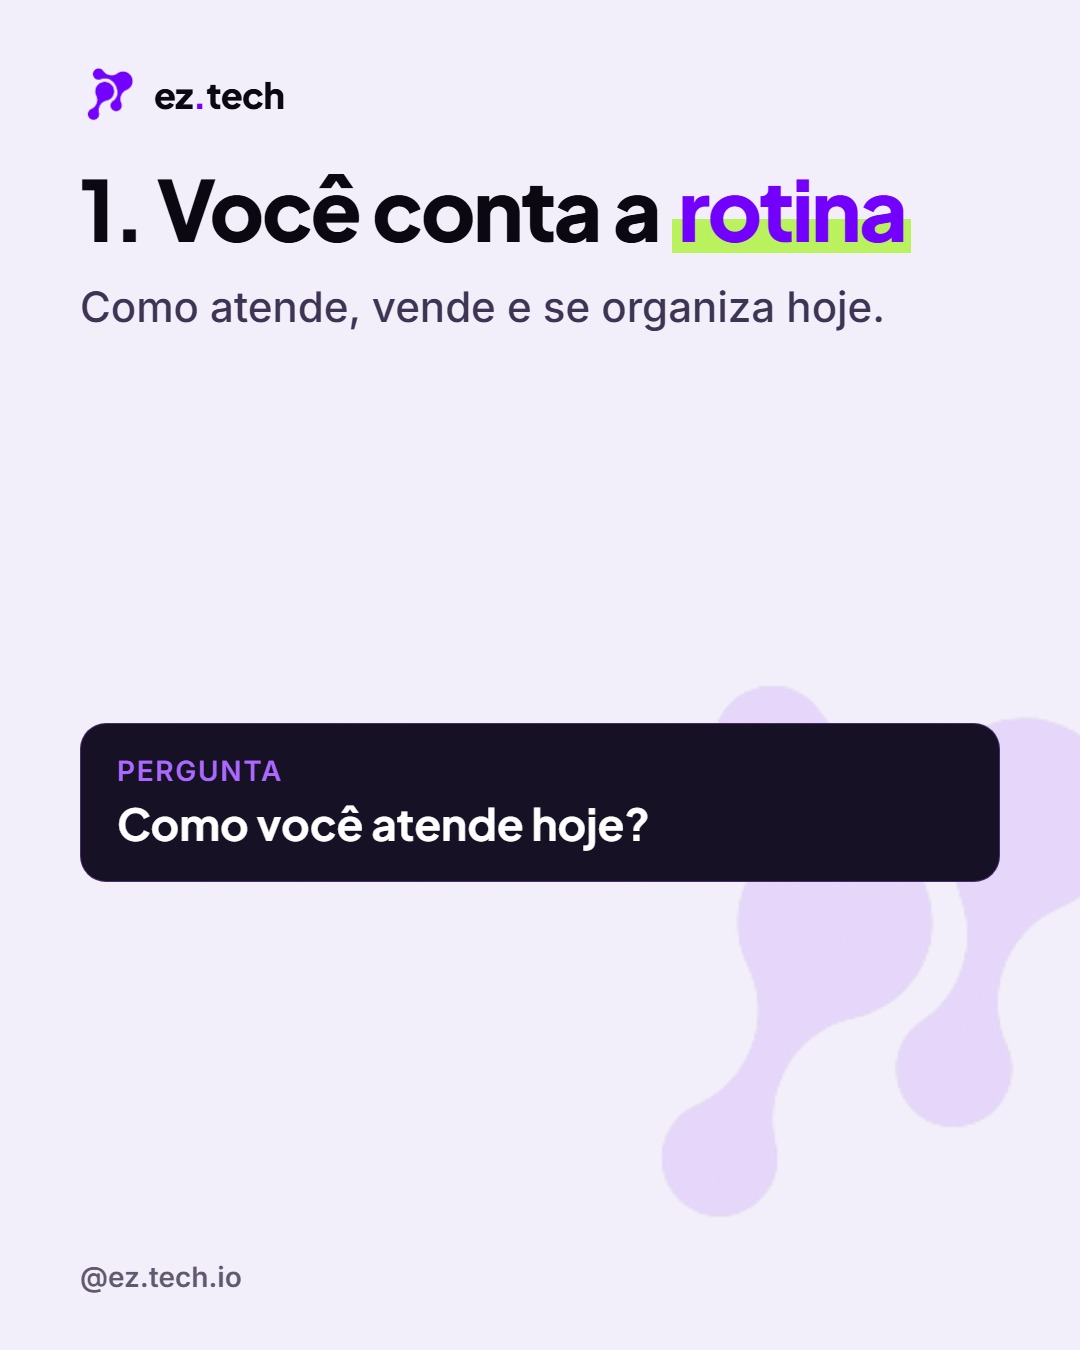 ez.tech
1. Você conta a rotina
Como atende, vende e se organiza hoje.
PERGUNTA
Como você atende hoje?
@ez.tech.io